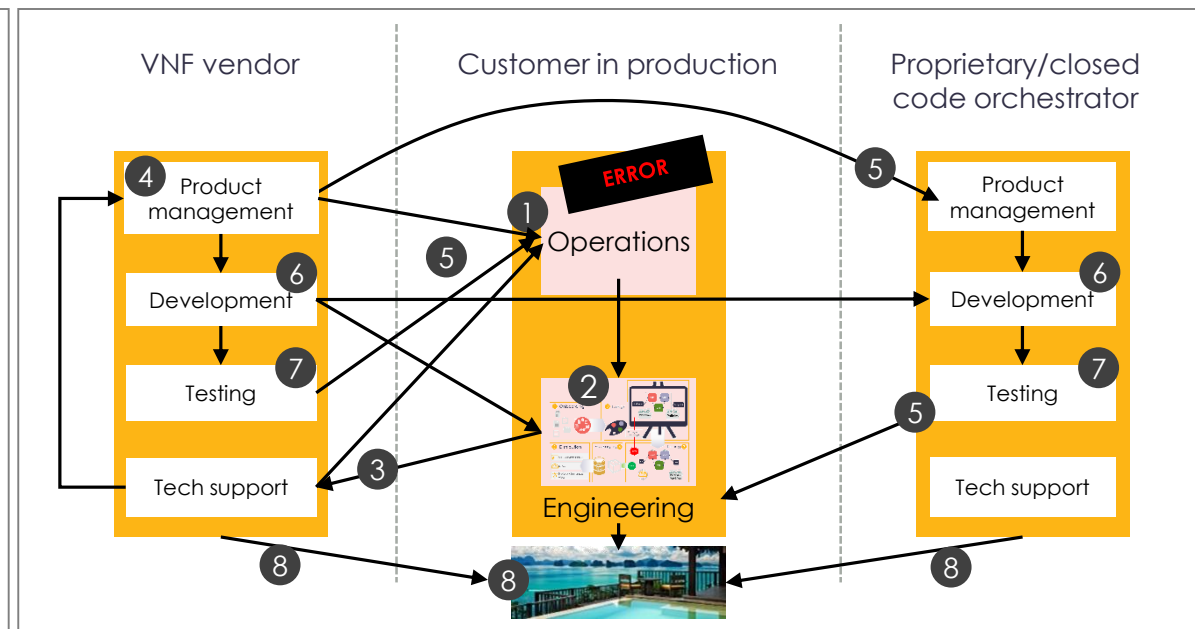 VNF vendor
Customer in production
Proprietary/closed
code orchestrator
4
Product
management
6
Development
7
Testing
Tech support
8
5
3
ERROR
1
Operations
2
Engineering
8
5
Product
management
6
Development
7
Testing
5
Tech support
8